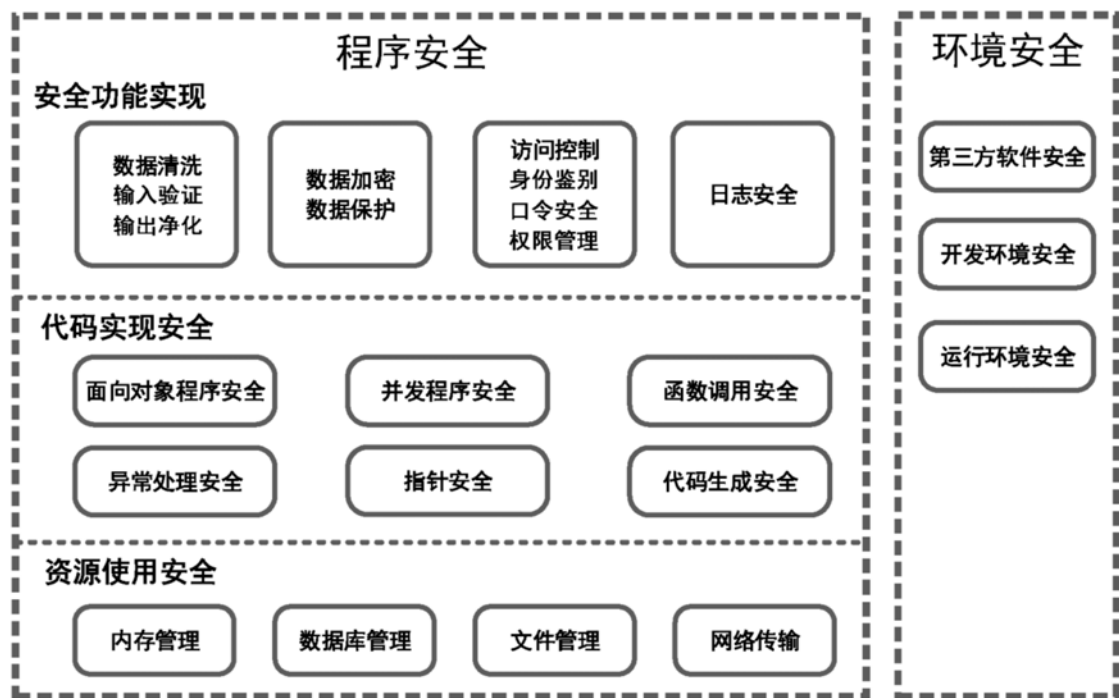 程序安全
安全功能实现
数据清洗
输入验证
输出净化
数据加密
数据保护
访问控制
身份鉴别
口令安全
权限管理
日志安全
代码实现安全
面向对象程序安全
并发程序安全
函数调用安全
异常处理安全
指针安全
代码生成安全
资源使用安全
内存管理
数据库管理
文件管理
网络传输
环境安全
第三方软件安全
开发环境安全
运行环境安全